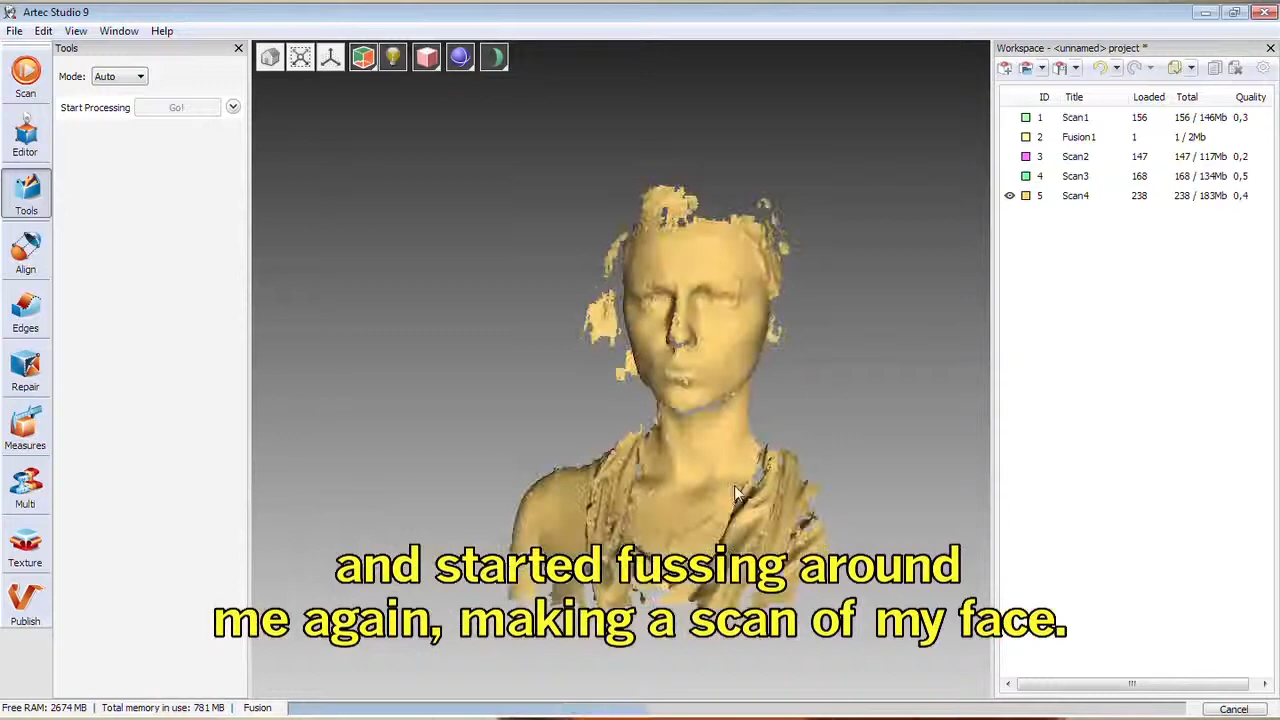 Artec Studio 9
File Edit View Window Help
Tools
Mode: Auto
Start Processing Go!
Scan
Editor
Tools
Align
Edges
Repair
Measures
Multi
Texture
Publish
Workspace - <unnamed> project *
ID Title Loaded Total Quality
1 Scan1 156 156 / 146Mb 0,3
2 Fusion1 1 1 / 2Mb
3 Scan2 147 147 / 117Mb 0,2
4 Scan3 168 168 / 134Mb 0,5
5 Scan4 238 238 / 183Mb 0,4
and started fussing around
me again, making a scan of my face.
Free RAM: 2674 MB Total memory in use: 781 MB Fusion Cancel